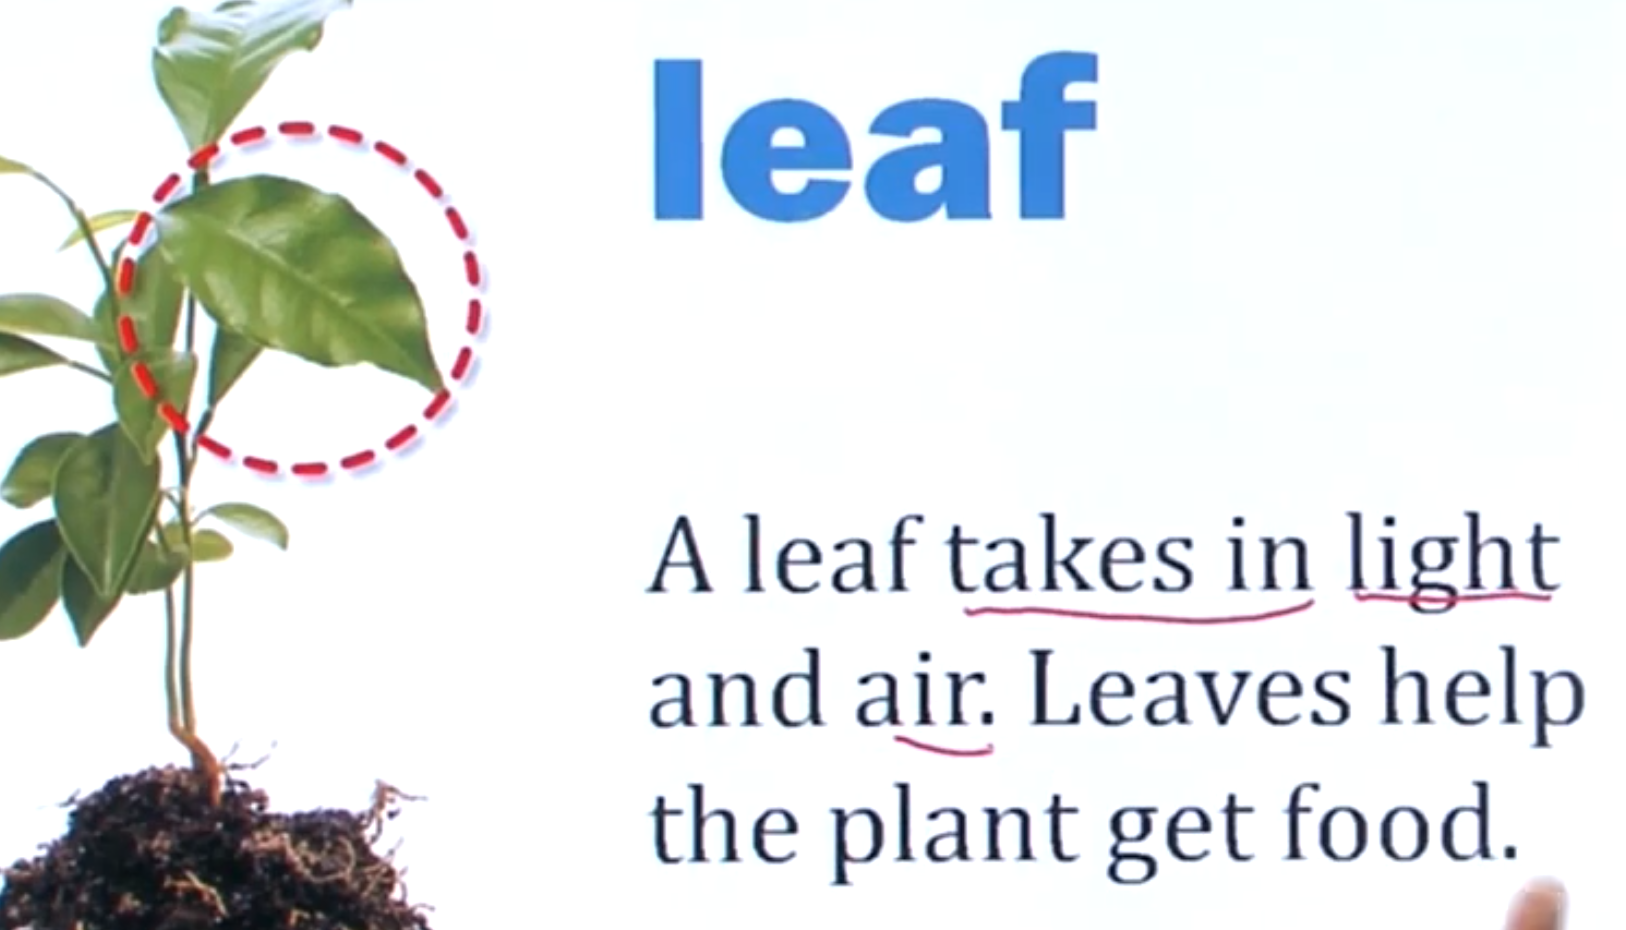 leaf
A leaf takes in light
and air. Leaves help
the plant get food.